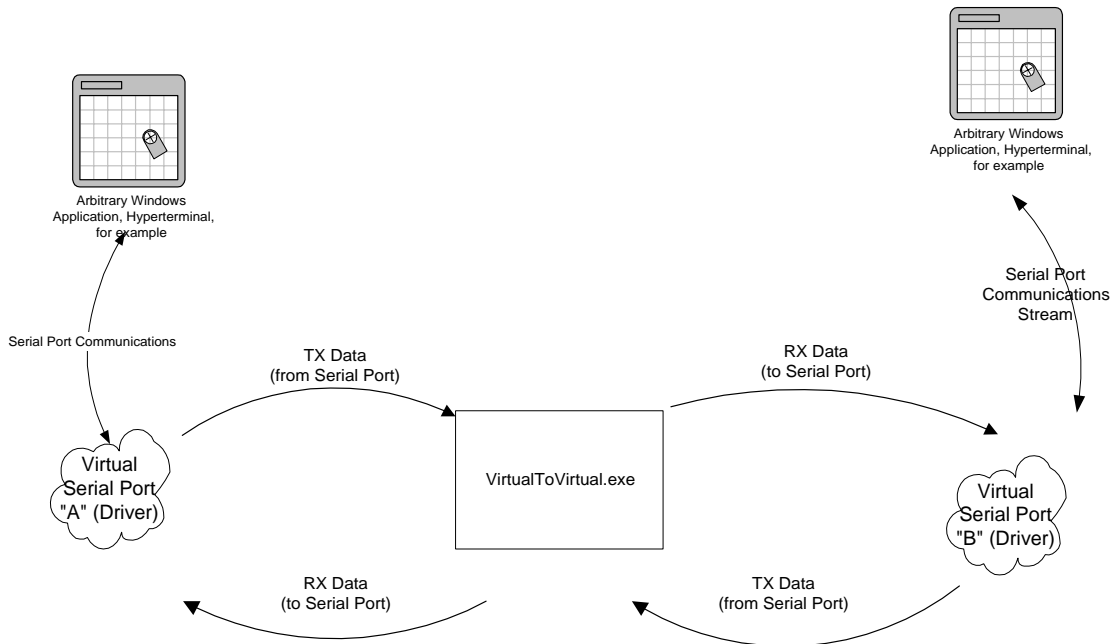 Arbitrary Windows
Application, Hyperterminal,
for example
Arbitrary Windows
Application, Hyperterminal,
for example
Serial Port Communications
Serial Port
Communications
Stream
TX Data
(from Serial Port)
RX Data
(to Serial Port)
Virtual
Serial Port
"A" (Driver)
VirtualToVirtual.exe
Virtual
Serial Port
"B" (Driver)
RX Data
(to Serial Port)
TX Data
(from Serial Port)